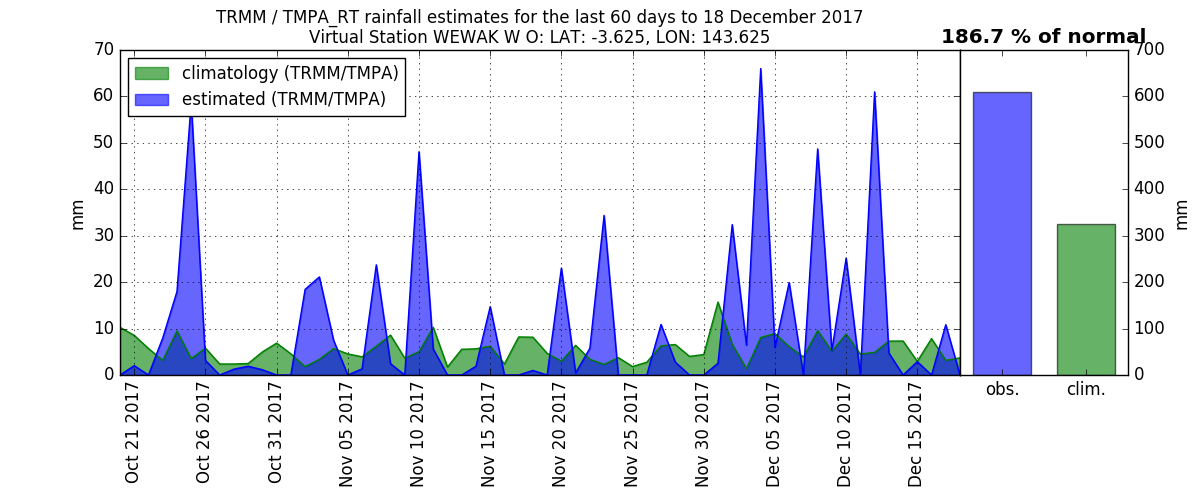 TRMM / TMPA_RT rainfall estimates for the last 60 days to 18 December 2017
Virtual Station WEWAK W O: LAT: -3.625, LON: 143.625
186.7 % of normal
climatology (TRMM/TMPA)
estimated (TRMM/TMPA)
70
60
50
40
30
20
10
0
mm
Oct 21 2017
Oct 26 2017
Oct 31 2017
Nov 05 2017
Nov 10 2017
Nov 15 2017
Nov 20 2017
Nov 25 2017
Nov 30 2017
Dec 05 2017
Dec 10 2017
Dec 15 2017
700
600
500
400
300
200
100
0
mm
obs.
clim.